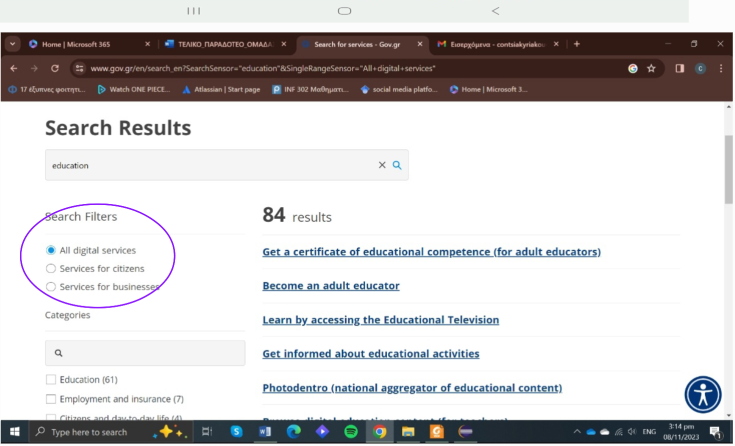 Home | Microsoft 365
ΤΕΛΙΚΟ_ΠΑΡΑΔΟΤΕΟ_ΟΜΑΔΑ.
Search for services - Gov.gr
Εισερχόμενα - contsiakyriakou
www.gov.gr/en/search_en?SearchSensor="education"&SingleRangeSensor="All+digital+services"
17 έξυπνες φοιτητι...
Watch ONE PIECE...
Atlassian | Start page
INF 302 Μαθηματι...
social media platfo...
Home | Microsoft 3...
Search Results
education
Search Filters
84 results
All digital services
Get a certificate of educational competence (for adult educators)
Services for citizens
Services for businesses
Become an adult educator
Categories
Learn by accessing the Educational Television
Get informed about educational activities
Education (61)
Photodentro (national aggregator of educational content)
Employment and insurance (7)
Citizens and day-to-day life (4)
Type here to search
ENG
3:14 pm
08/11/2023